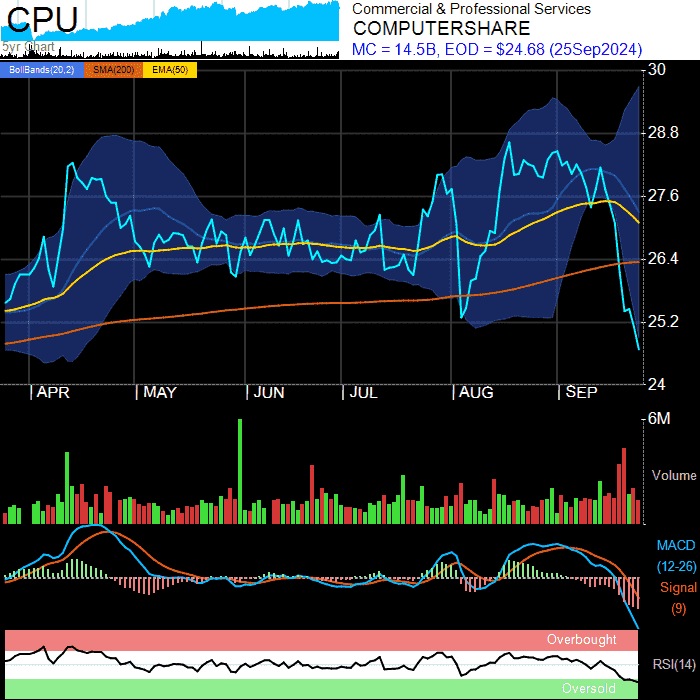 CPU
5yr Chart
Commercial & Professional Services
COMPUTERSHARE
MC = 14.5B, EOD = $24.68 (25Sep2024)
BollBands(20,2) SMA(200) EMA(50)
30
28.8
27.6
26.4
25.2
24
APR MAY JUN JUL AUG SEP
6M
Volume
MACD
(12-26)
Signal
(9)
Overbought
RSI(14)
Oversold